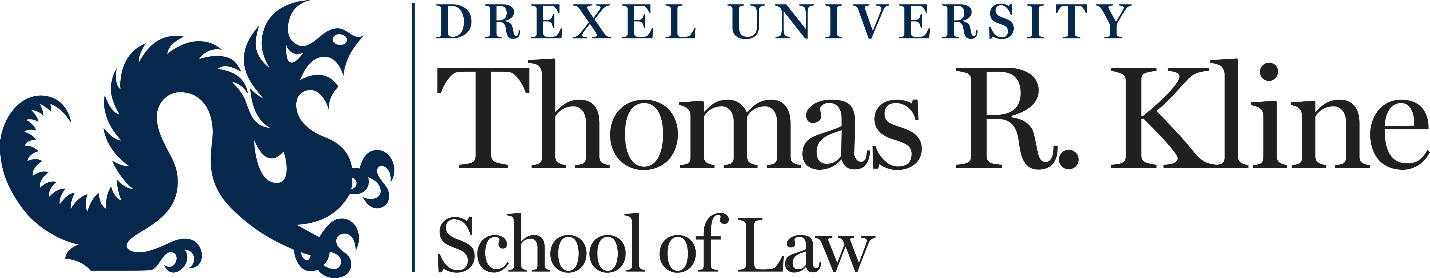 DREXEL UNIVERSITY
Thomas R. Kline
School of Law